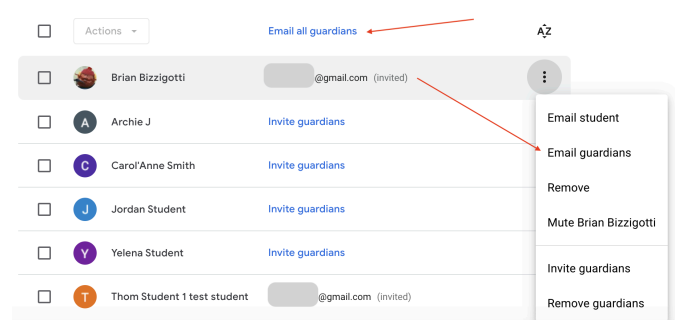 Actions Email all guardians AZ
Brian Bizzigotti @gmail.com (invited)
Email student
A Archie J Invite guardians
Email guardians
C Carol'Anne Smith Invite guardians
Remove
J Jordan Student Invite guardians
Mute Brian Bizzigotti
Y Yelena Student Invite guardians
Invite guardians
T Thom Student 1 test student @gmail.com (invited)
Remove guardians